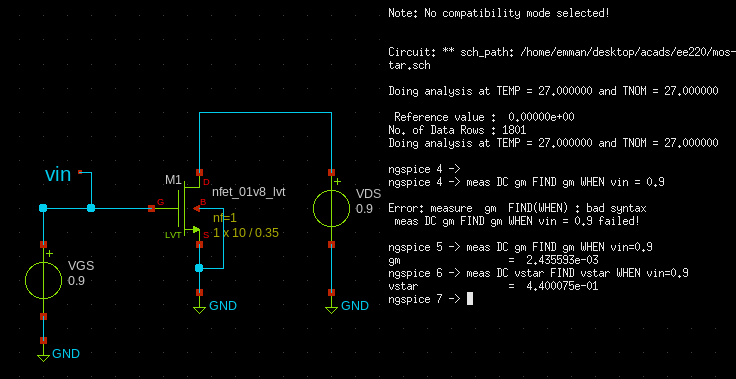 vin
M1
D
G
B
S
LVT
nfet_01v8_lvt
nf=1
1 x 10 / 0.35
+
VGS
0.9
+
VDS
0.9
GND
GND
GND
Note: No compatibility mode selected!
Circuit: ** sch_path: /home/emman/desktop/acads/ee220/mos-
tar.sch
Doing analysis at TEMP = 27.000000 and TNOM = 27.000000
Reference value :  0.00000e+00
No. of Data Rows : 1801
Doing analysis at TEMP = 27.000000 and TNOM = 27.000000
ngspice 4 ->
ngspice 4 -> meas DC gm FIND gm WHEN vin = 0.9
Error: measure  gm  FIND(WHEN) : bad syntax
meas DC gm FIND gm WHEN vin = 0.9 failed!
ngspice 5 -> meas DC gm FIND gm WHEN vin=0.9
gm                  =  2.435593e-03
ngspice 6 -> meas DC vstar FIND vstar WHEN vin=0.9
vstar               =  4.400075e-01
ngspice 7 ->